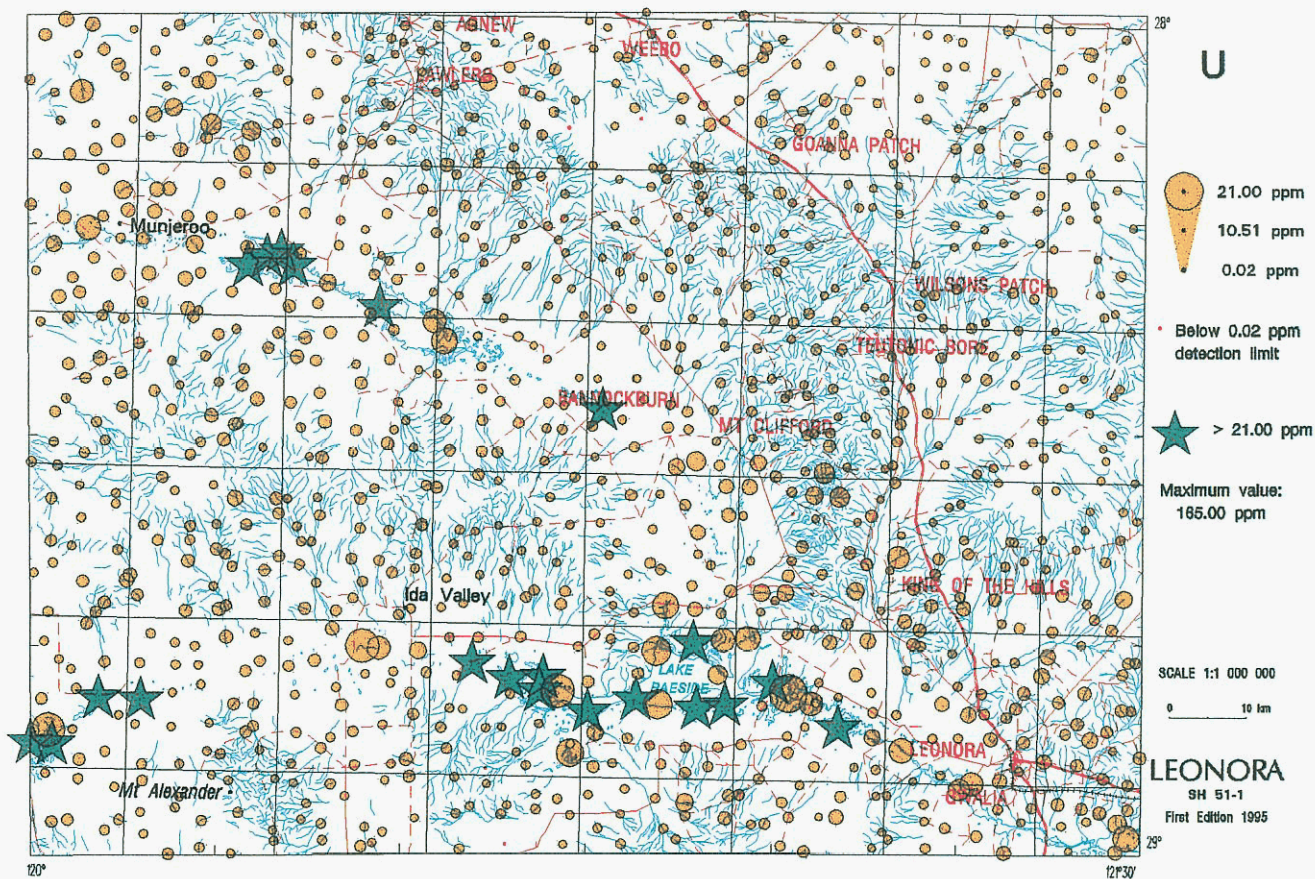 AGNEW
WEEBO
LAWLERS
GOANNA PATCH
Munjeroo
WILSONS PATCH
TEUTONIC BORE
BANNOCKBURN
MT CLIFFORD
Ida Valley
KING OF THE HILLS
LAKE
RAESIDE
LEONORA
Mt Alexander
GWALIA
120°
121°30'
28°
29°
U
21.00 ppm
10.51 ppm
0.02 ppm
Below 0.02 ppm
detection limit
> 21.00 ppm
Maximum value:
165.00 ppm
SCALE 1:1 000 000
0 10 km
LEONORA
SH 51-1
First Edition 1995